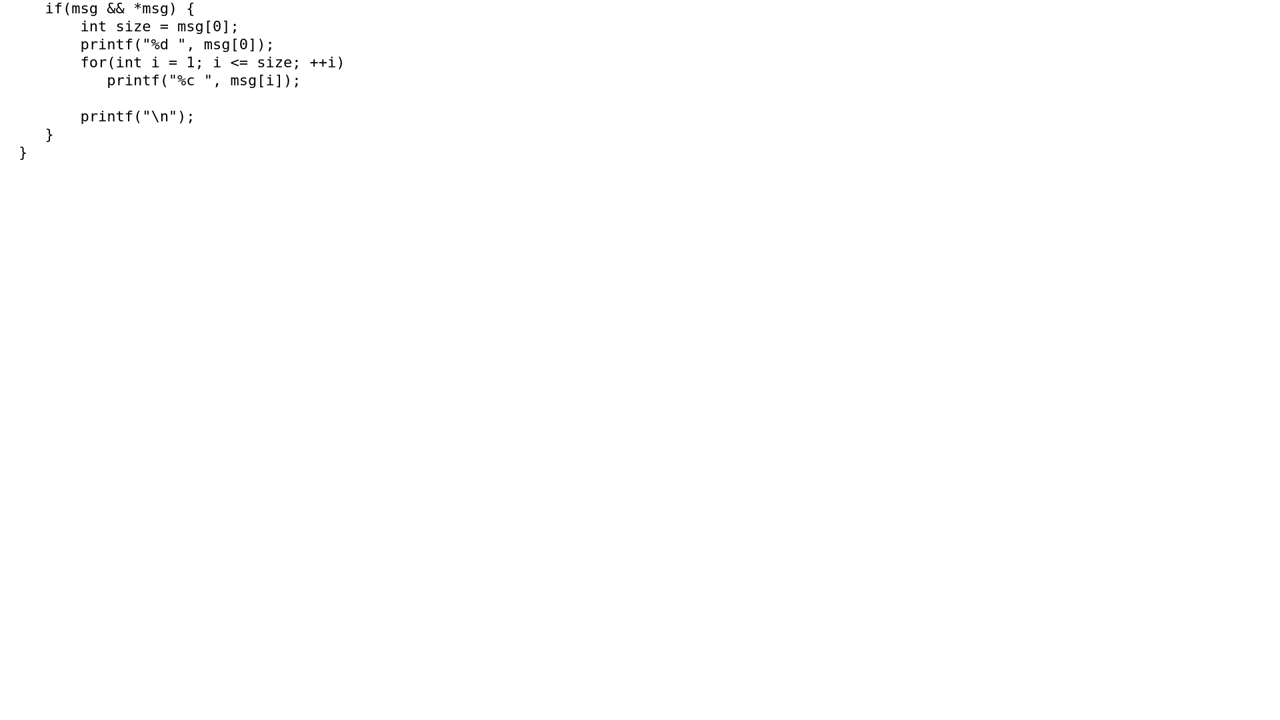 if(msg && *msg) {
int size = msg[0];
printf("%d ", msg[0]);
for(int i = 1; i <= size; ++i)
printf("%c ", msg[i]);
printf("\n");
}
}